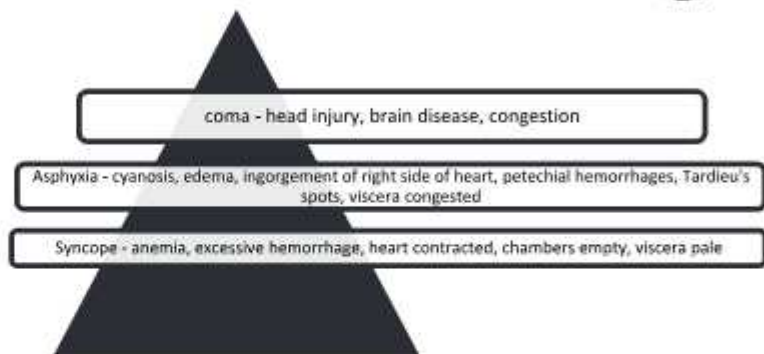 coma - head injury, brain disease, congestion
Asphyxia - cyanosis, edema, ingorgement of right side of heart, petechial hemorrhages, Tardieu's
spots, viscera congested
Syncope - anemia, excessive hemorrhage, heart contracted, chambers empty, viscera pale